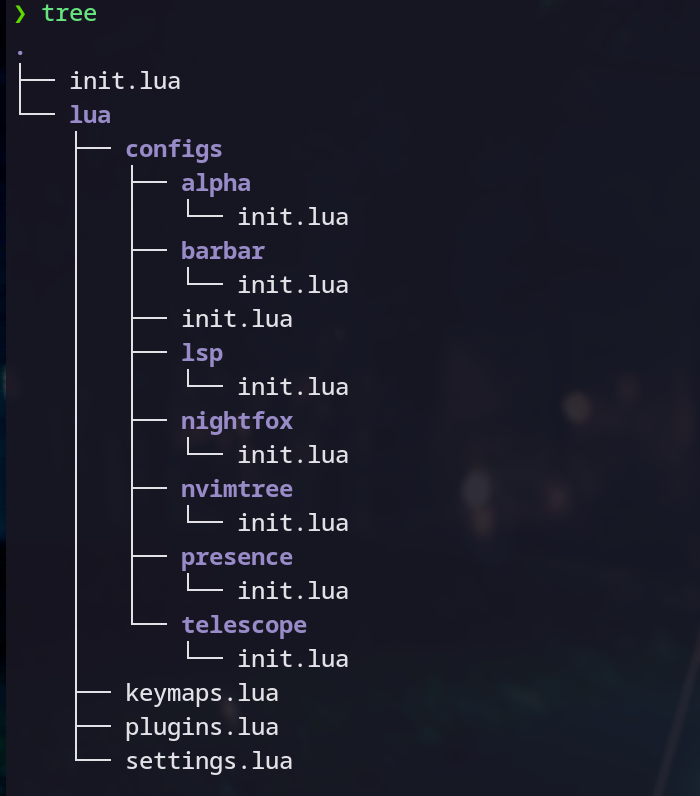 ❯ tree
.
├── init.lua
└── lua
    ├── configs
    │   ├── alpha
    │   │   └── init.lua
    │   ├── barbar
    │   │   └── init.lua
    │   ├── init.lua
    │   ├── lsp
    │   │   └── init.lua
    │   ├── nightfox
    │   │   └── init.lua
    │   ├── nvimtree
    │   │   └── init.lua
    │   ├── presence
    │   │   └── init.lua
    │   └── telescope
    │       └── init.lua
    ├── keymaps.lua
    ├── plugins.lua
    └── settings.lua